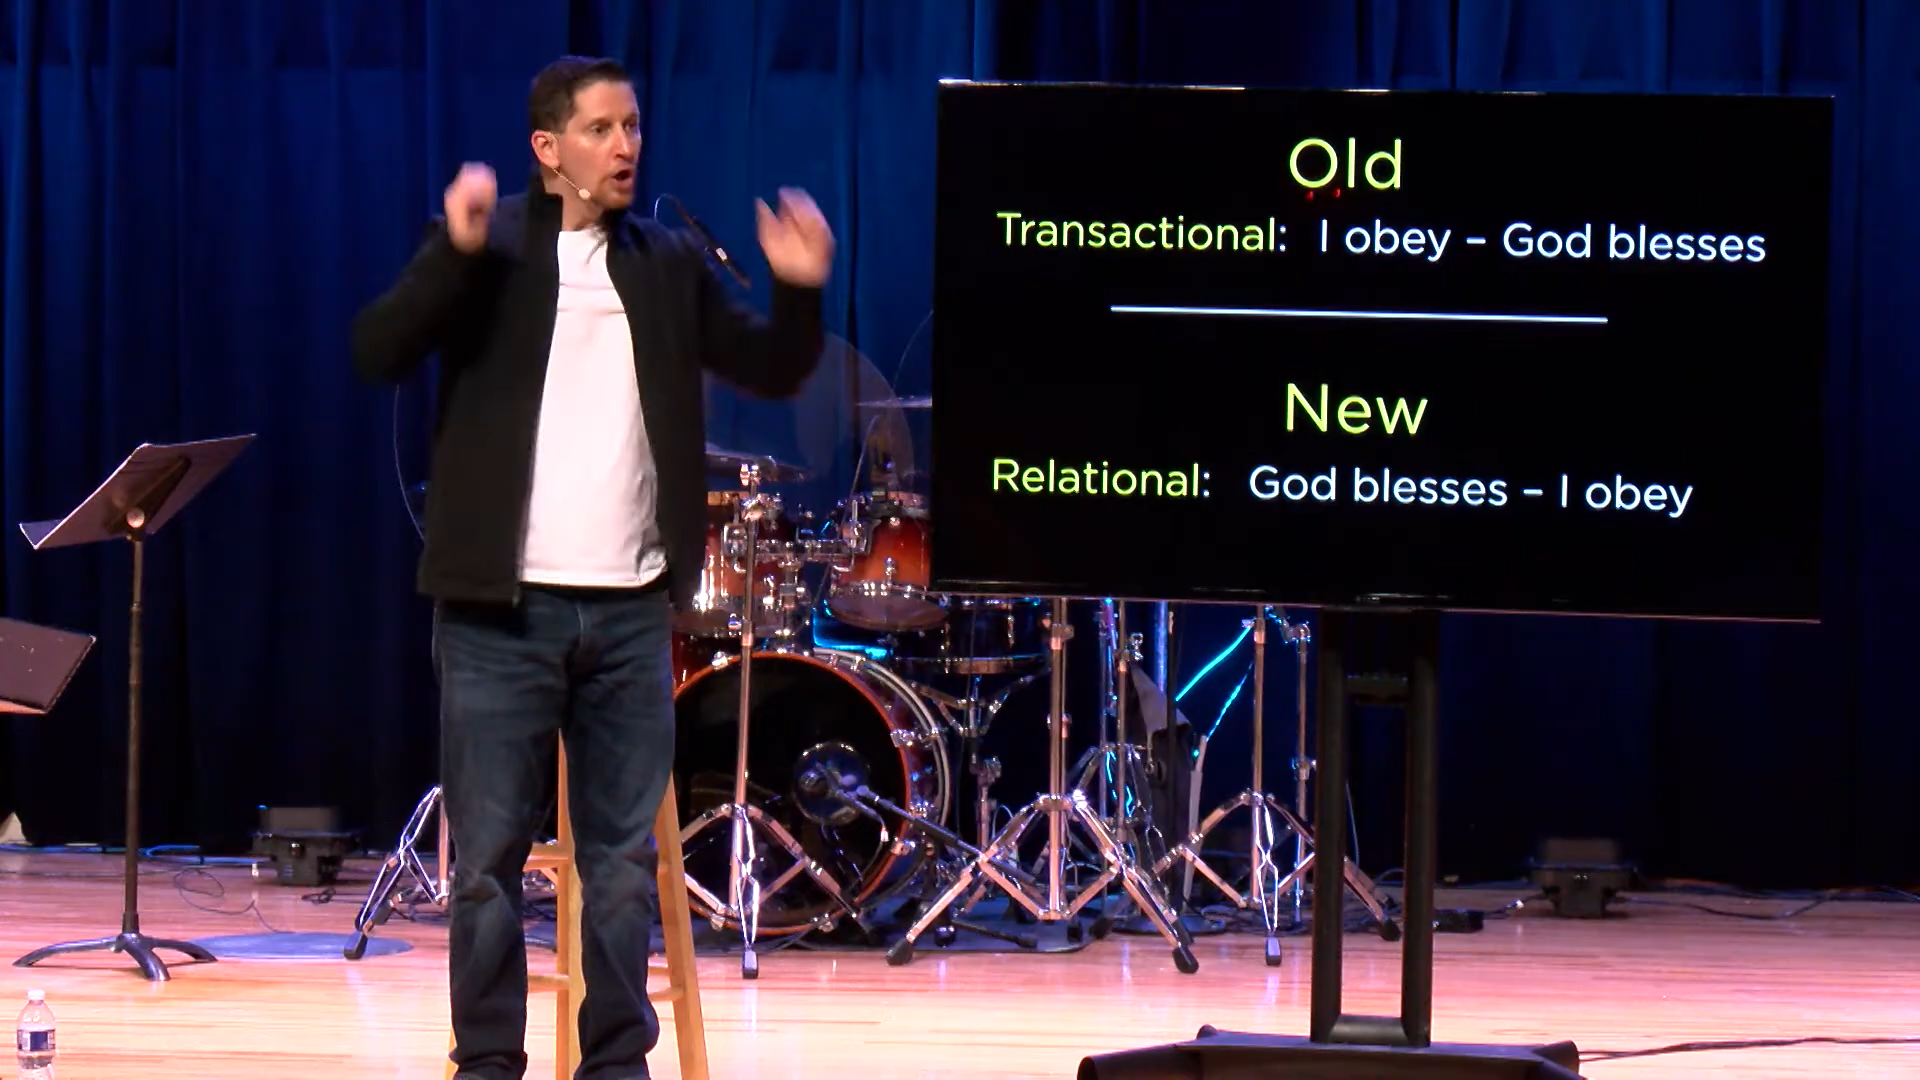 Old
Transactional: I obey – God blesses
New
Relational: God blesses – I obey